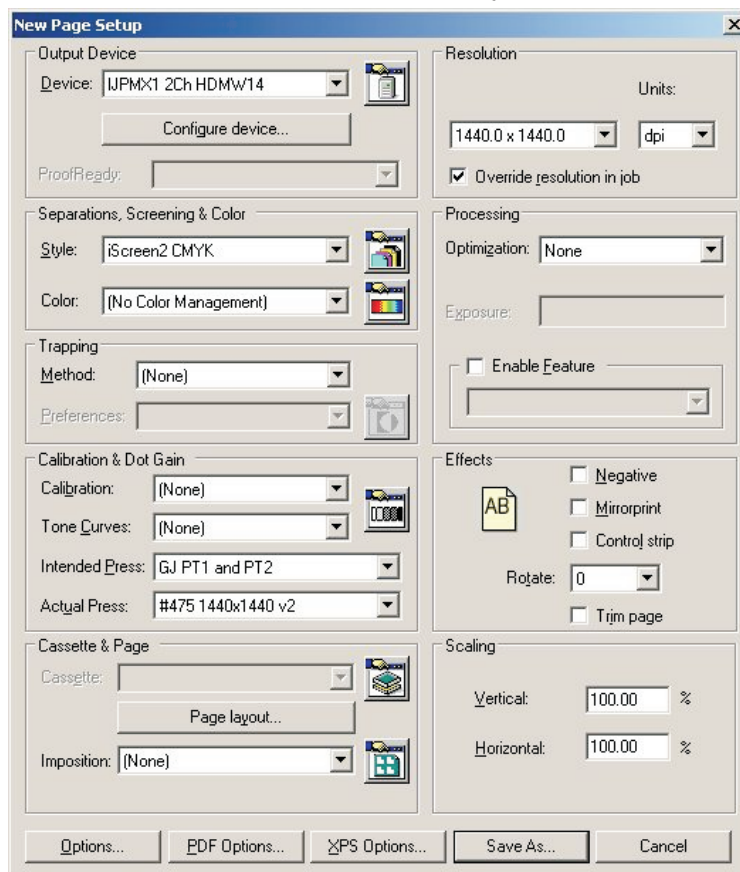 New Page Setup
Output Device
Device: IJPMX1 2Ch HDMW14
Configure device...
ProofReady:
Resolution
Units:
1440.0 x 1440.0 dpi
Override resolution in job
Separations, Screening & Color
Style: iScreen2 CMYK
Color: (No Color Management)
Processing
Optimization: None
Exposure:
Enable Feature
Trapping
Method: (None)
Preferences:
Calibration & Dot Gain
Calibration: (None)
Tone Curves: (None)
Intended Press: GJ PT1 and PT2
Actual Press: #475 1440x1440 v2
Effects
AB
Negative
Mirrorprint
Control strip
Rotate: 0
Trim page
Cassette & Page
Cassette:
Page layout...
Imposition: (None)
Scaling
Vertical: 100.00 %
Horizontal: 100.00 %
Options... PDF Options... XPS Options... Save As... Cancel